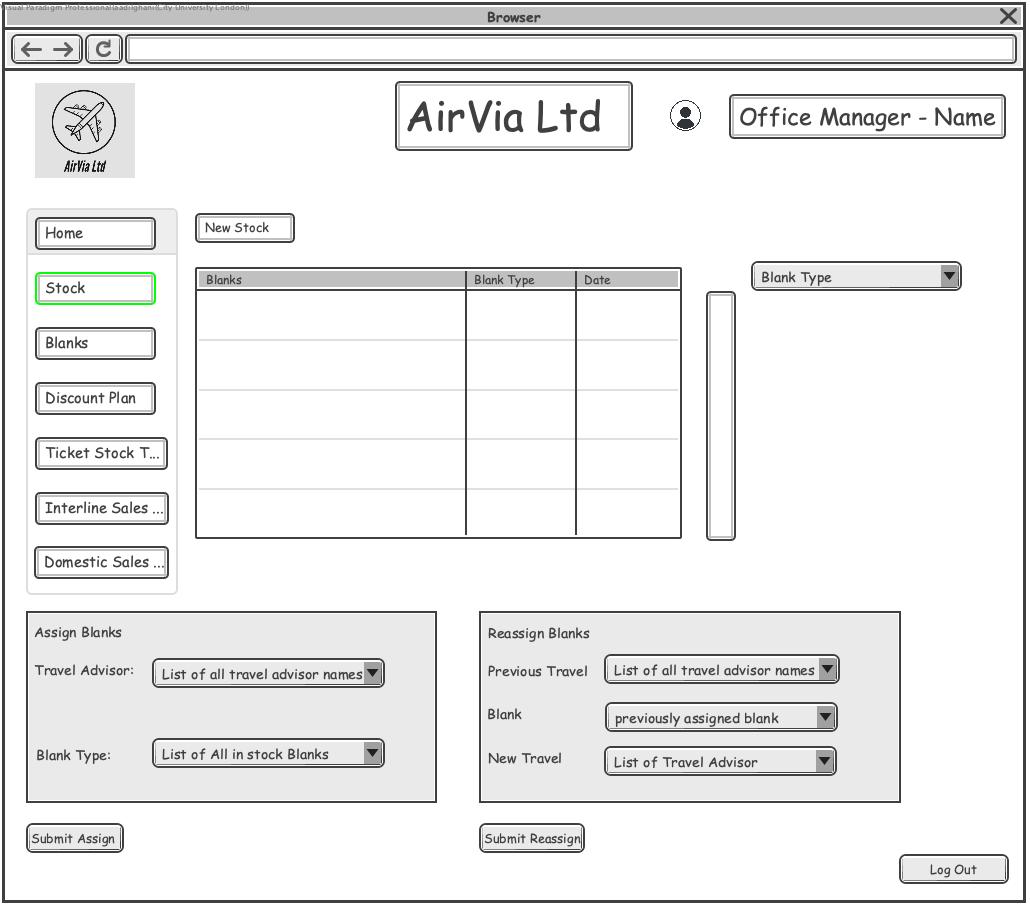 Visual Paradigm Professional(aadilghani(City University London))
Browser
AirVia Ltd
AirVia Ltd
Office Manager - Name
Home
New Stock
Stock
Blanks
Blank Type
Date
Blank Type
Blanks
Discount Plan
Ticket Stock T...
Interline Sales ...
Domestic Sales ...
Assign Blanks
Travel Advisor:
List of all travel advisor names
Blank Type:
List of All in stock Blanks
Submit Assign
Reassign Blanks
Previous Travel
List of all travel advisor names
Blank
previously assigned blank
New Travel
List of Travel Advisor
Submit Reassign
Log Out